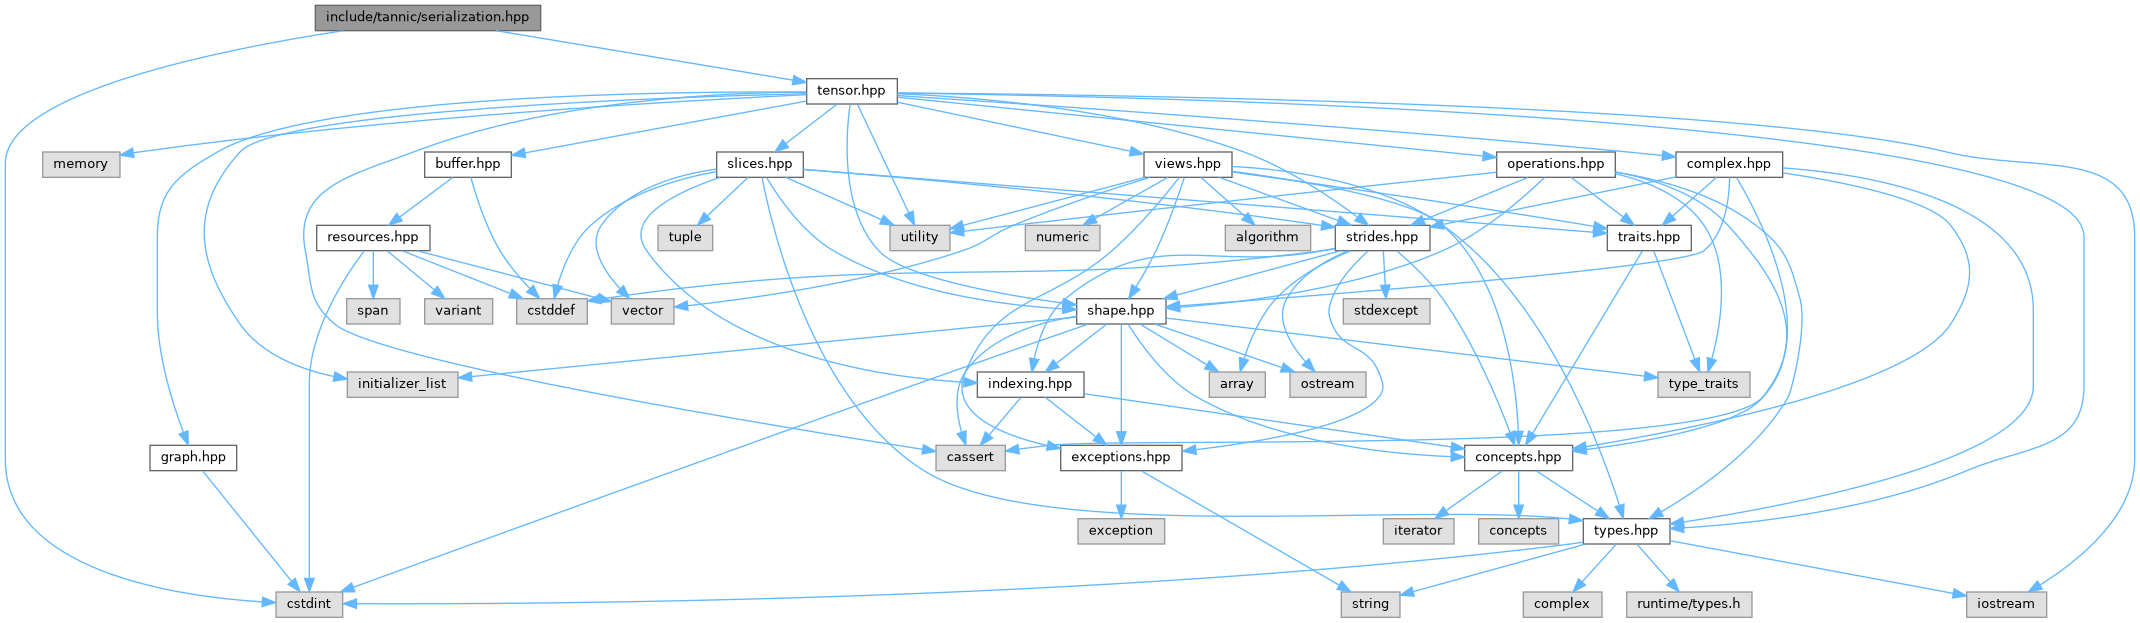 include/tannic/serialization.hpp
tensor.hpp
memory
buffer.hpp
slices.hpp
views.hpp
operations.hpp
complex.hpp
resources.hpp
tuple
utility
numeric
algorithm
strides.hpp
traits.hpp
span
variant
cstddef
vector
shape.hpp
stdexcept
initializer_list
indexing.hpp
array
ostream
type_traits
graph.hpp
cassert
exceptions.hpp
concepts.hpp
exception
iterator
concepts
types.hpp
cstdint
string
complex
runtime/types.h
iostream